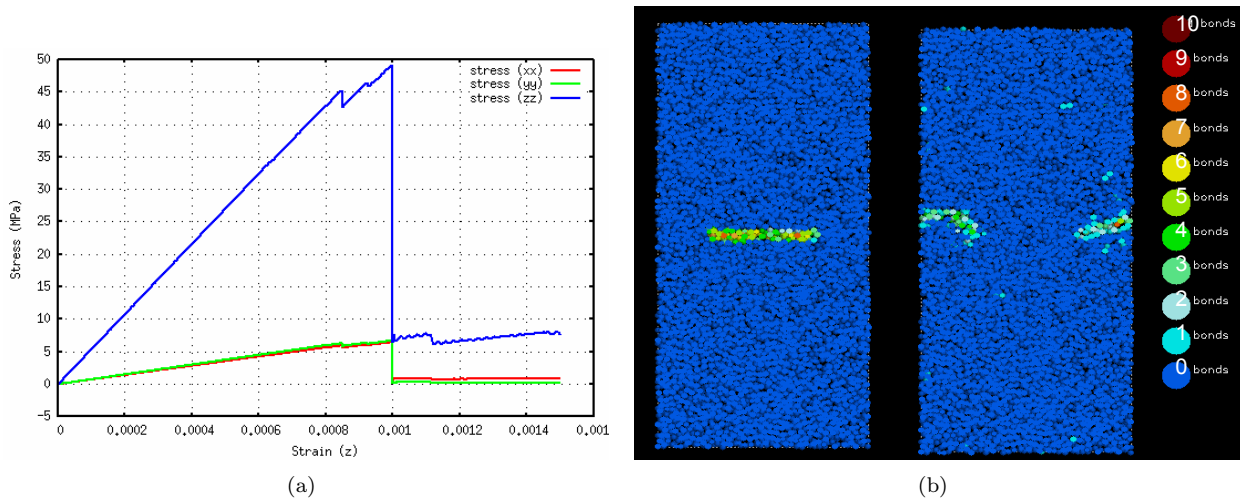 50
45
40
35
30
25
20
15
10
5
0
-5
Stress (MPa)
stress (xx)
stress (yy)
stress (zz)
0 0.0002 0.0004 0.0006 0.0008 0.001 0.0012 0.0014 0.001
Strain (z)
(a)
10 bonds
9 bonds
8 bonds
7 bonds
6 bonds
5 bonds
4 bonds
3 bonds
2 bonds
1 bonds
0 bonds
(b)